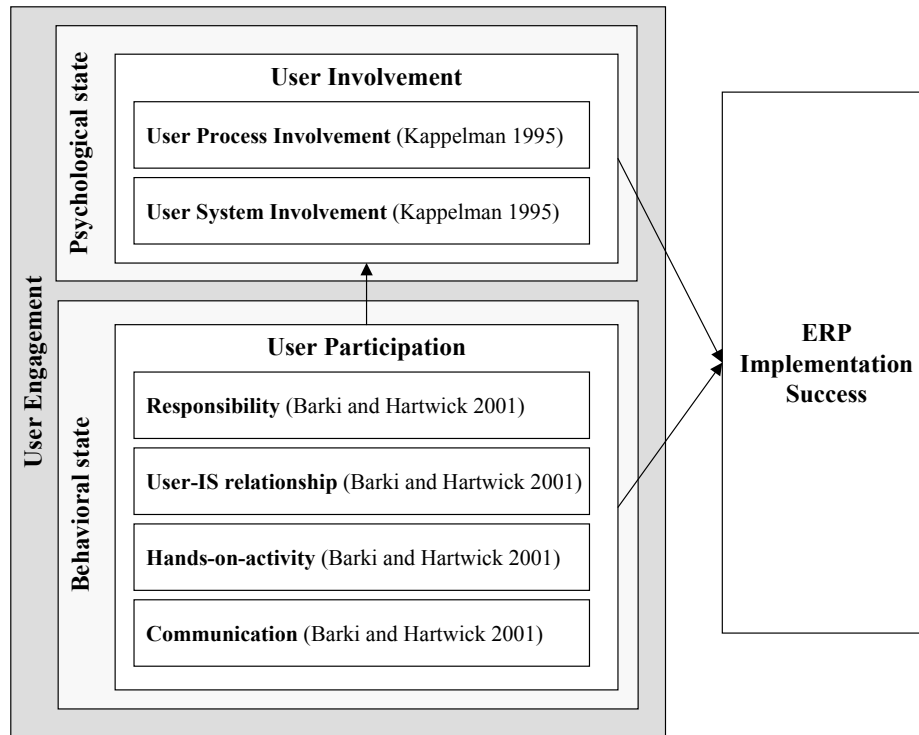 User Engagement
Psychological state
User Involvement
User Process Involvement (Kappelman 1995)
User System Involvement (Kappelman 1995)
Behavioral state
User Participation
Responsibility (Barki and Hartwick 2001)
User-IS relationship (Barki and Hartwick 2001)
Hands-on-activity (Barki and Hartwick 2001)
Communication (Barki and Hartwick 2001)
ERP
Implementation
Success